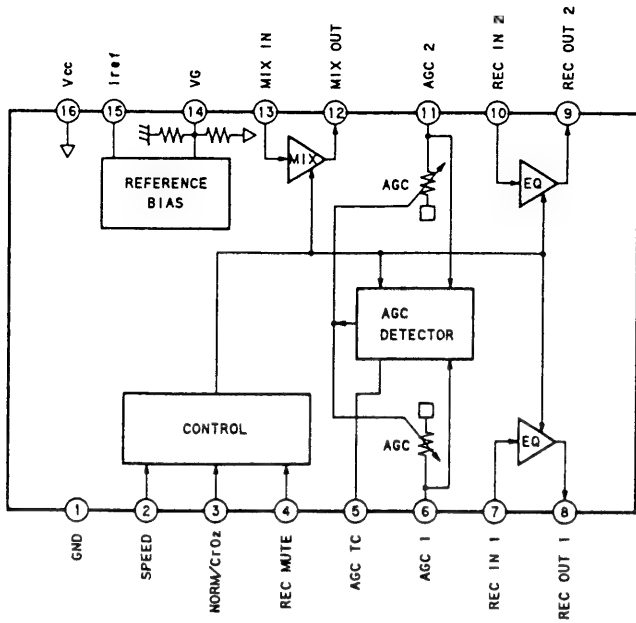 Vcc
Iref
VG
MIX IN
MIX OUT
AGC 2
REC IN 2
REC OUT 2
16
15
14
13
12
11
10
9
MIX
REFERENCE
BIAS
AGC
EQ
AGC
DETECTOR
CONTROL
AGC
EQ
1
2
3
4
5
6
7
8
GND
SPEED
NORM/CrO2
REC MUTE
AGC TC
AGC 1
REC IN 1
REC OUT 1